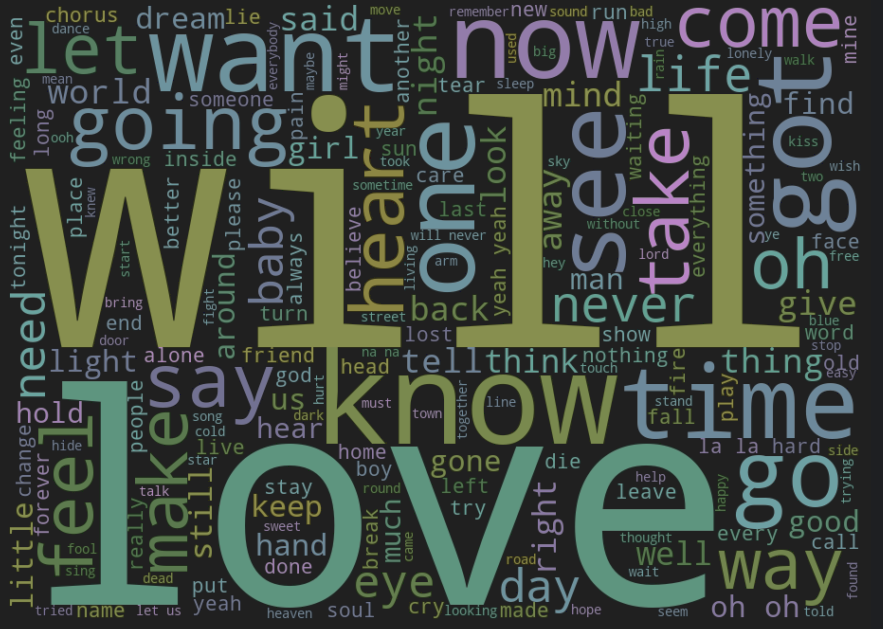 chorus
dream
lie
said
move
remember
new
sound
run
bad
high
come
mine
even
dance
let
want
everybody
maybe
might
another
night
used
now
big
true
rain
lonely
life
walk
got
feeling
mean
world
someone
going
pain
tear
sleep
mind
find
long
ooh
year
heart
one
look
see
waiting
take
something
kiss
wrong
inside
girl
took
sun
sometime
care
sky
everything
two
wish
will
place
knew
better
please
baby
always
believe
last
away
close
without
tonight
start
will never
yeah yeah
lord
ye
face
free
oh
living
arm
hey
man
around
bring
fight
turn
street
back
never
give
blue
word
end
door
need
lost
show
stop
light
alone
friend
na na
head
tell
think
nothing
touch
thing
old
easy
fire
say
god
hurt
us
know
time
stand
play
hold
people
song
dark
must
town
together
line
fall
feel
make
cold
hear
live
change
hide
star
home
boy
gone
die
la la
hard
side
go
trying
forever
talk
really
still
stay
keep
sweet
round
left
help
leave
happy
love
little
fool
sing
hand
break
much
came
try
right
thought
every
good
call
dead
done
road
well
wait
way
found
put
eye
day
tried
name
let us
yeah
heaven
soul
cry
looking
made
hope
seem
oh oh
told